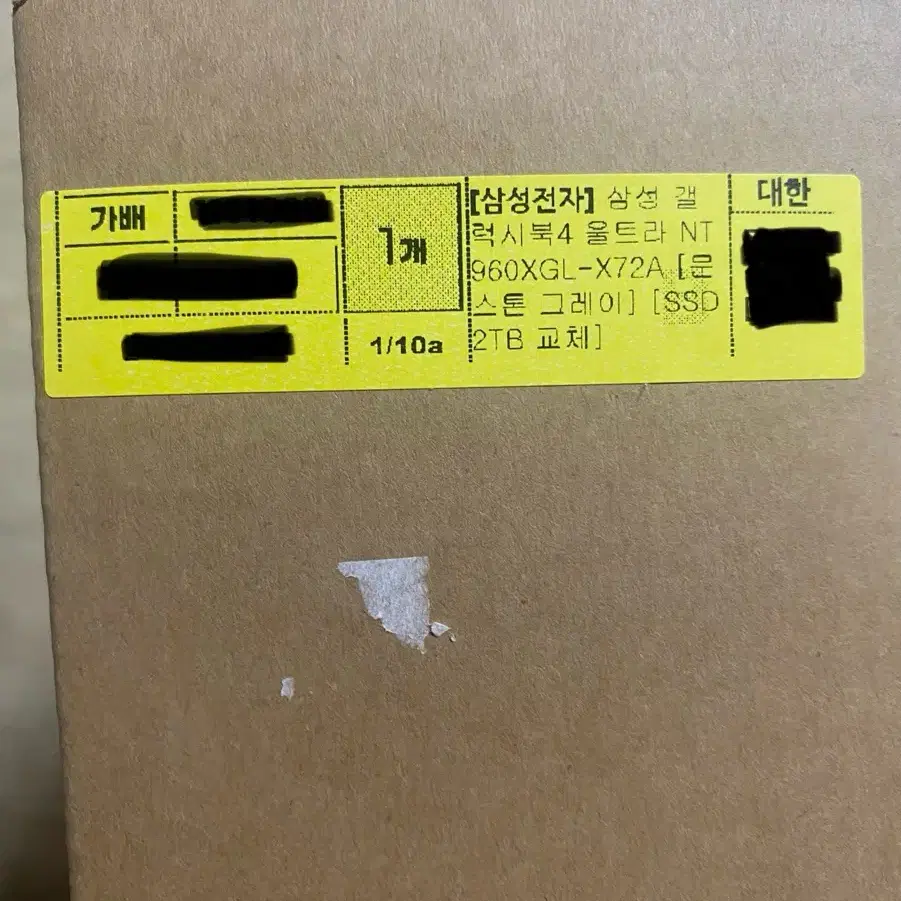 가배
1개
1/10a
[삼성전자] 삼성 갤
럭시북4 울트라 NT
960XGL-X72A [문
스톤 그레이] [SSD
2TB 교체]
대한